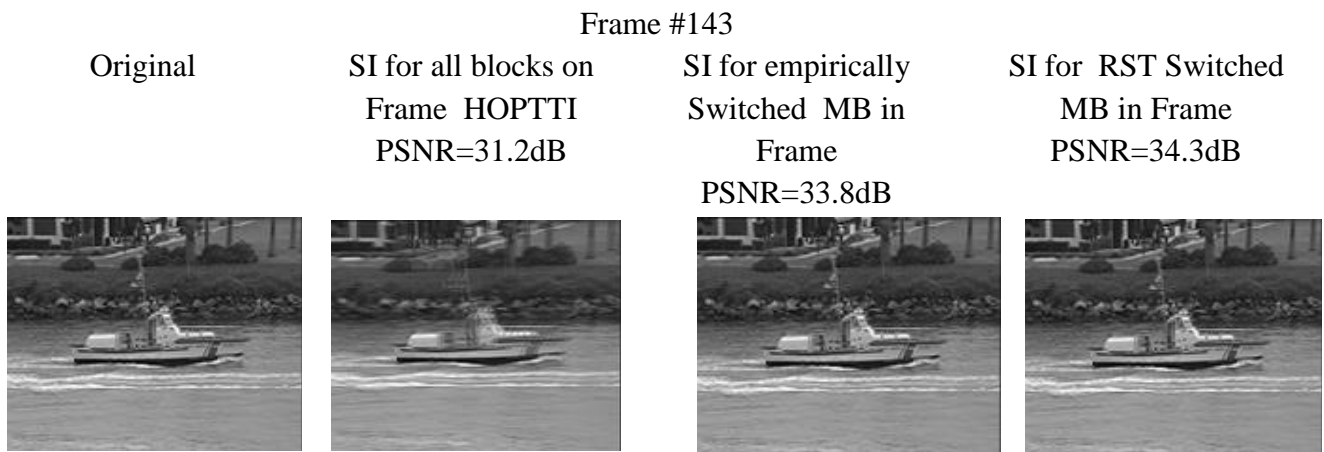 Frame #143
Original
SI for all blocks on
Frame HOPTTI
PSNR=31.2dB
SI for empirically
Switched MB in
Frame
PSNR=33.8dB
SI for RST Switched
MB in Frame
PSNR=34.3dB